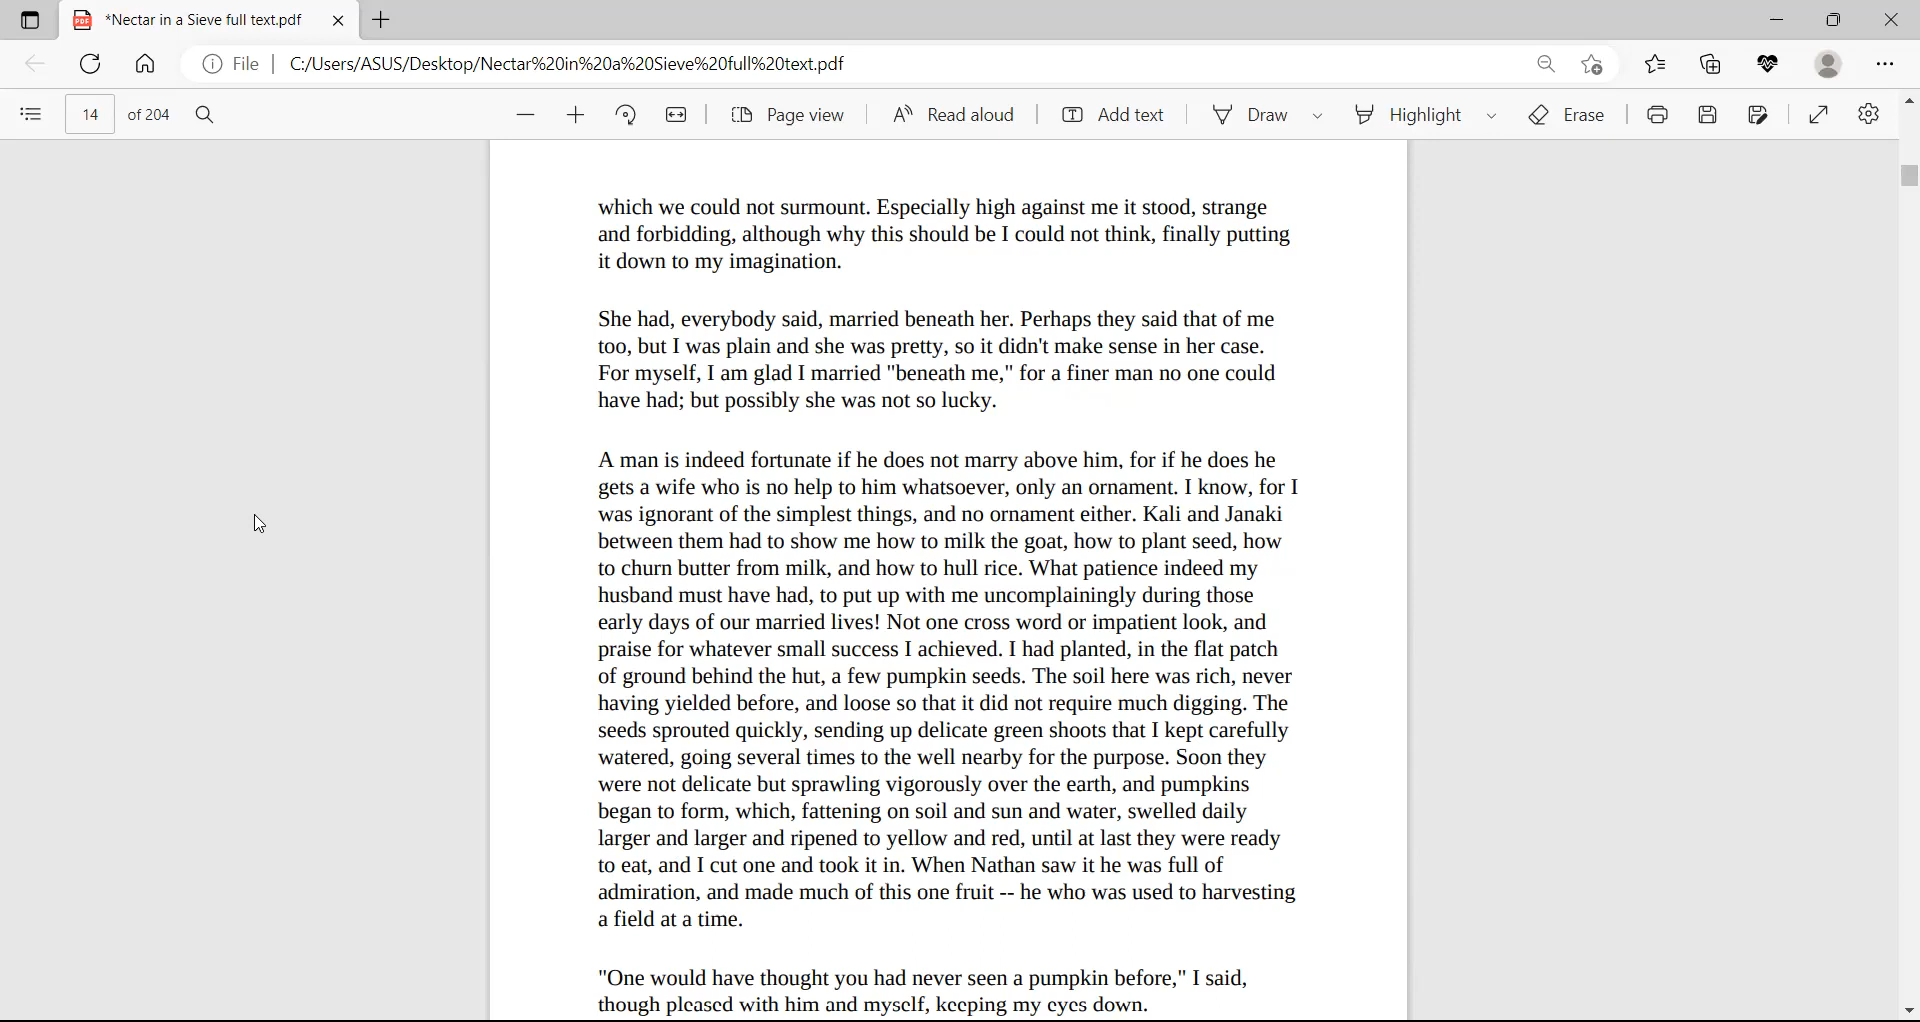 *Nectar in a Sieve full text.pdf
File
C:/Users/ASUS/Desktop/Nectar%20in%20a%20Sieve%20full%20text.pdf
14 of 204
Page view
Read aloud
Add text
Draw
Highlight
Erase
which we could not surmount. Especially high against me it stood, strange
and forbidding, although why this should be I could not think, finally putting
it down to my imagination.
She had, everybody said, married beneath her. Perhaps they said that of me
too, but I was plain and she was pretty, so it didn't make sense in her case.
For myself, I am glad I married "beneath me," for a finer man no one could
have had; but possibly she was not so lucky.
A man is indeed fortunate if he does not marry above him, for if he does he
gets a wife who is no help to him whatsoever, only an ornament. I know, for I
was ignorant of the simplest things, and no ornament either. Kali and Janaki
between them had to show me how to milk the goat, how to plant seed, how
to churn butter from milk, and how to hull rice. What patience indeed my
husband must have had, to put up with me uncomplainingly during those
early days of our married lives! Not one cross word or impatient look, and
praise for whatever small success I achieved. I had planted, in the flat patch
of ground behind the hut, a few pumpkin seeds. The soil here was rich, never
having yielded before, and loose so that it did not require much digging. The
seeds sprouted quickly, sending up delicate green shoots that I kept carefully
watered, going several times to the well nearby for the purpose. Soon they
were not delicate but sprawling vigorously over the earth, and pumpkins
began to form, which, fattening on soil and sun and water, swelled daily
larger and larger and ripened to yellow and red, until at last they were ready
to eat, and I cut one and took it in. When Nathan saw it he was full of
admiration, and made much of this one fruit -- he who was used to harvesting
a field at a time.
"One would have thought you had never seen a pumpkin before," I said,
though pleased with him and myself, keeping my eyes down.